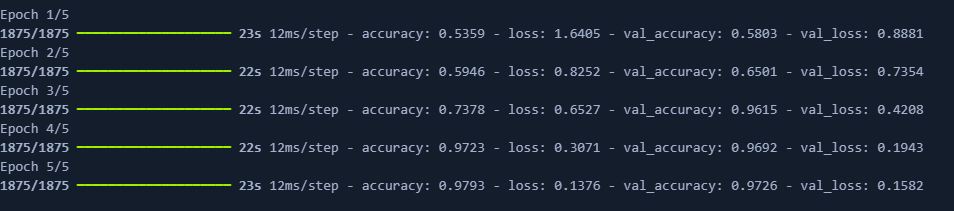 Epoch 1/5
1875/1875 ━━━━━━━━━━━━━━━━━━━━ 23s 12ms/step - accuracy: 0.5359 - loss: 1.6405 - val_accuracy: 0.5803 - val_loss: 0.8881
Epoch 2/5
1875/1875 ━━━━━━━━━━━━━━━━━━━━ 22s 12ms/step - accuracy: 0.5946 - loss: 0.8252 - val_accuracy: 0.6501 - val_loss: 0.7354
Epoch 3/5
1875/1875 ━━━━━━━━━━━━━━━━━━━━ 22s 12ms/step - accuracy: 0.7378 - loss: 0.6527 - val_accuracy: 0.9615 - val_loss: 0.4208
Epoch 4/5
1875/1875 ━━━━━━━━━━━━━━━━━━━━ 22s 12ms/step - accuracy: 0.9723 - loss: 0.3071 - val_accuracy: 0.9692 - val_loss: 0.1943
Epoch 5/5
1875/1875 ━━━━━━━━━━━━━━━━━━━━ 23s 12ms/step - accuracy: 0.9793 - loss: 0.1376 - val_accuracy: 0.9726 - val_loss: 0.1582